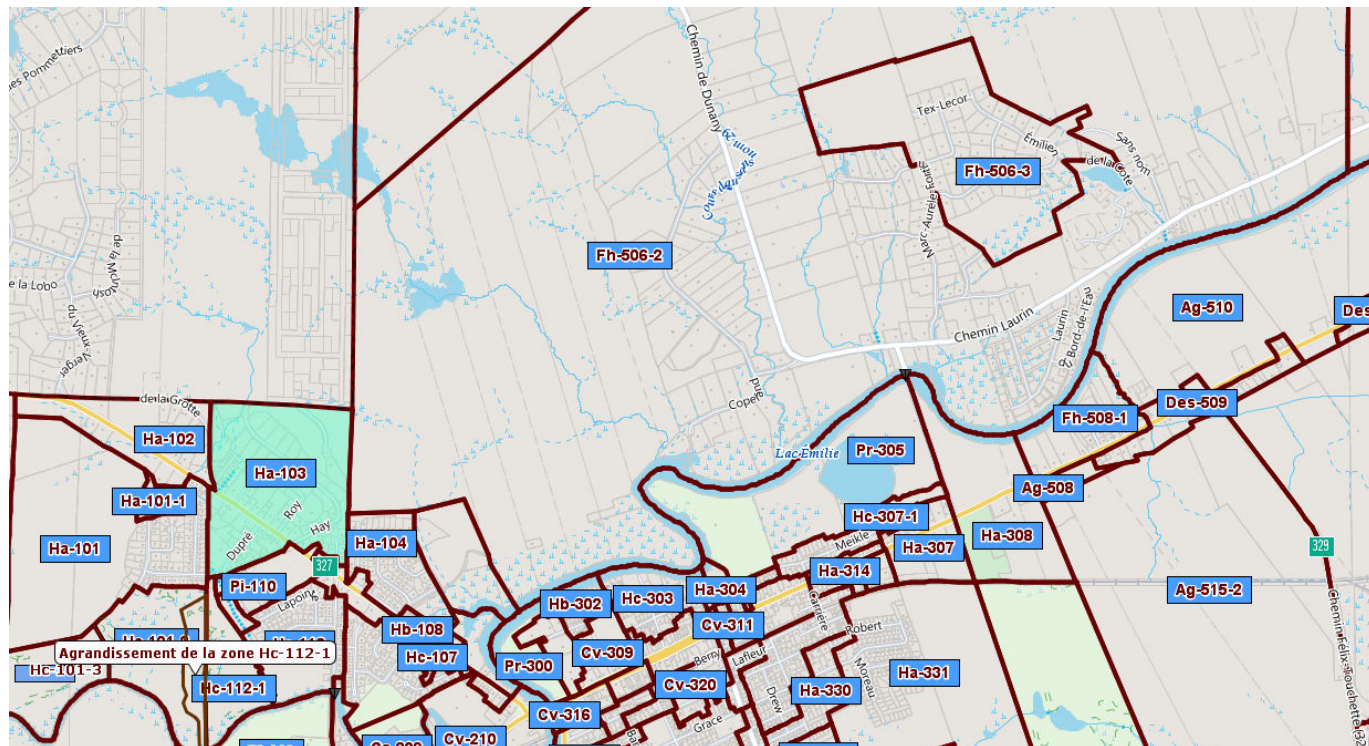 des Pommettiers
Chemin de Dunany
Tex-Lecor
Émilien
Sans nom
de la Cote
Fh-506-3
Cours d'eau sans nom 29
Marc-Aurèle-Fortin
de la McIntosh
Fh-506-2
e la Lobo
Ag-510
Des
du Vieux-Verger
Chemin Laurin
Laurin
Bord-de-l'Eau
de la Grotte
Copeland
Des-509
Fh-508-1
Ha-102
Lac Emilie
Pr-305
Ha-103
Ag-508
Ha-101-1
Roy
Hay
Hc-307-1
Ha-101
Dupré
Ha-104
Meikle
Ha-307
Ha-308
329
327
Ha-314
Pi-110
Ha-304
Ag-515-2
Lapoin
Hb-302
Hc-303
Carrière
Chemin Félix-Touchette
Hb-108
Cv-311
Robert
Agrandissement de la zone Hc-112-1
Hc-107
Cv-309
Berry
Lafleur
Hc-101-3
Pr-300
Moreau
Ha-331
Hc-112-1
Cv-320
Drew
Ha-330
Cv-316
Grace
Cv-210